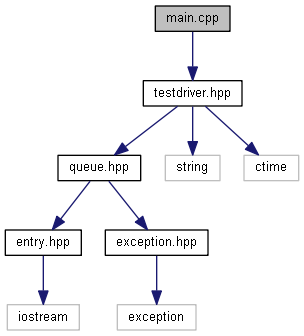 main.cpp
testdriver.hpp
queue.hpp
string
ctime
entry.hpp
exception.hpp
iostream
exception